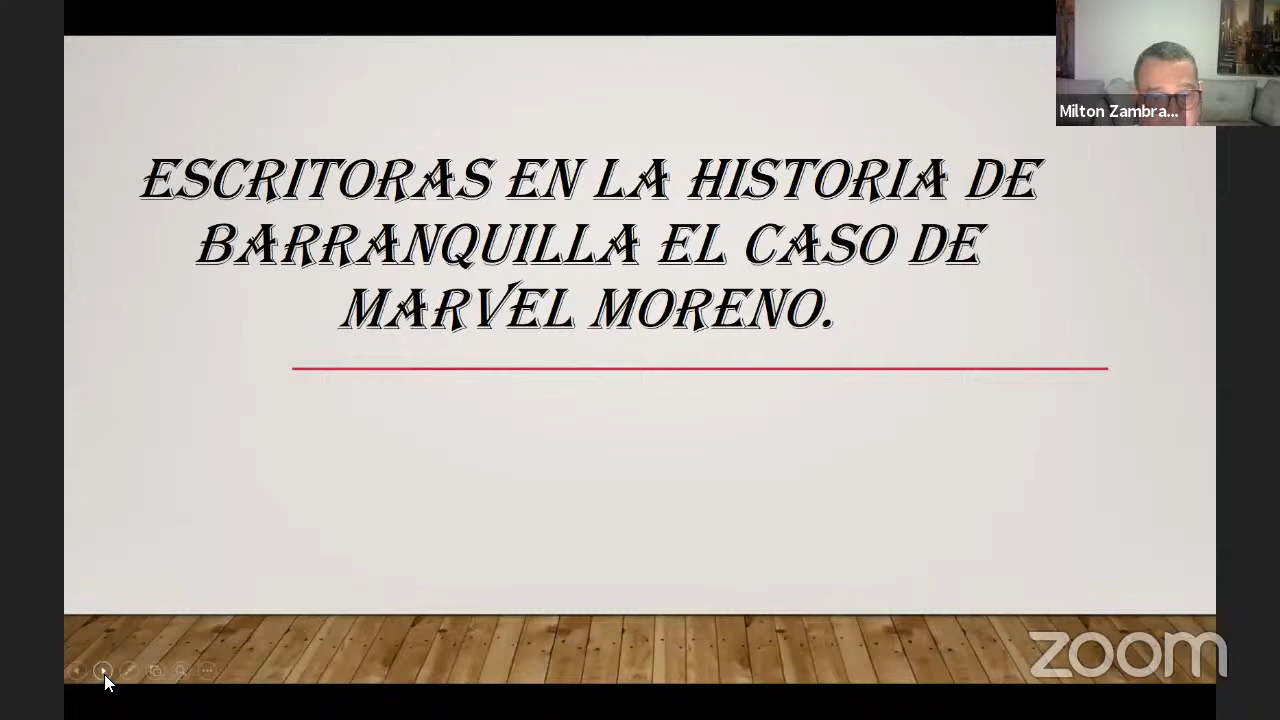 Milton Zambra...
ESCRITORAS EN LA HISTORIA DE
BARRANQUILLA EL CASO DE
MARVEL MORENO.
zoom